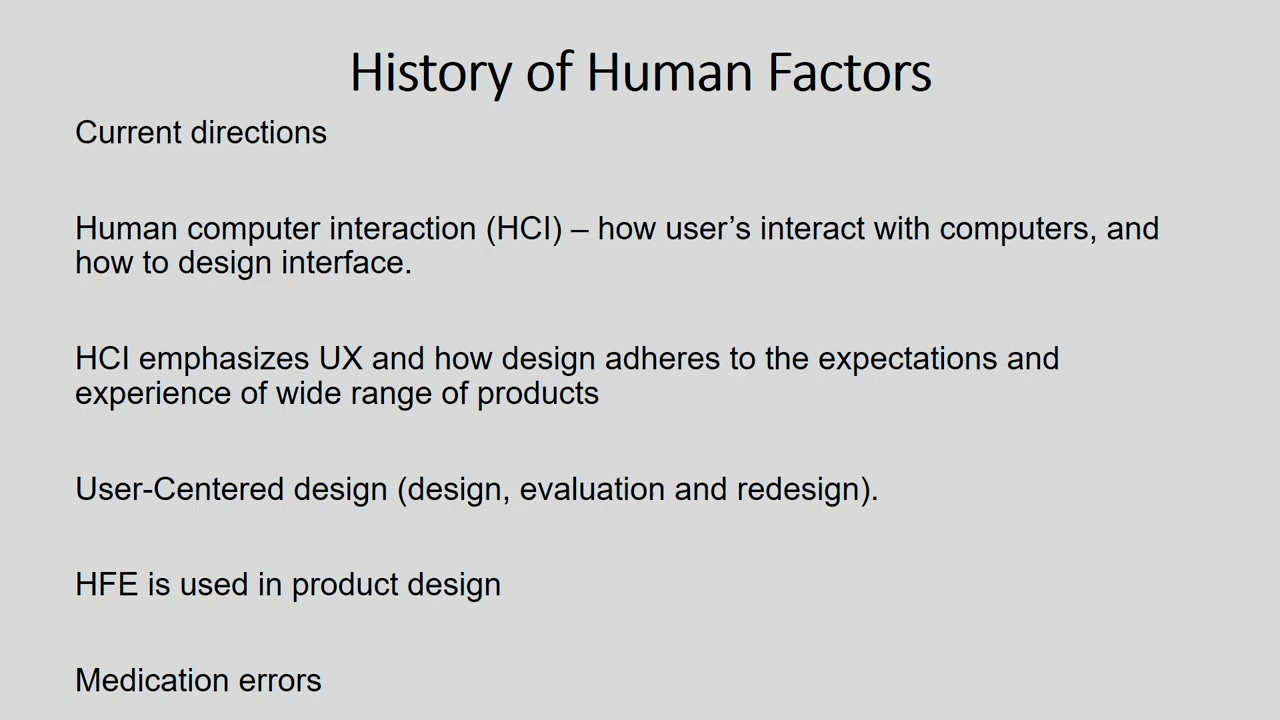 History of Human Factors
Current directions
Human computer interaction (HCI) – how user’s interact with computers, and
how to design interface.
HCI emphasizes UX and how design adheres to the expectations and
experience of wide range of products
User-Centered design (design, evaluation and redesign).
HFE is used in product design
Medication errors